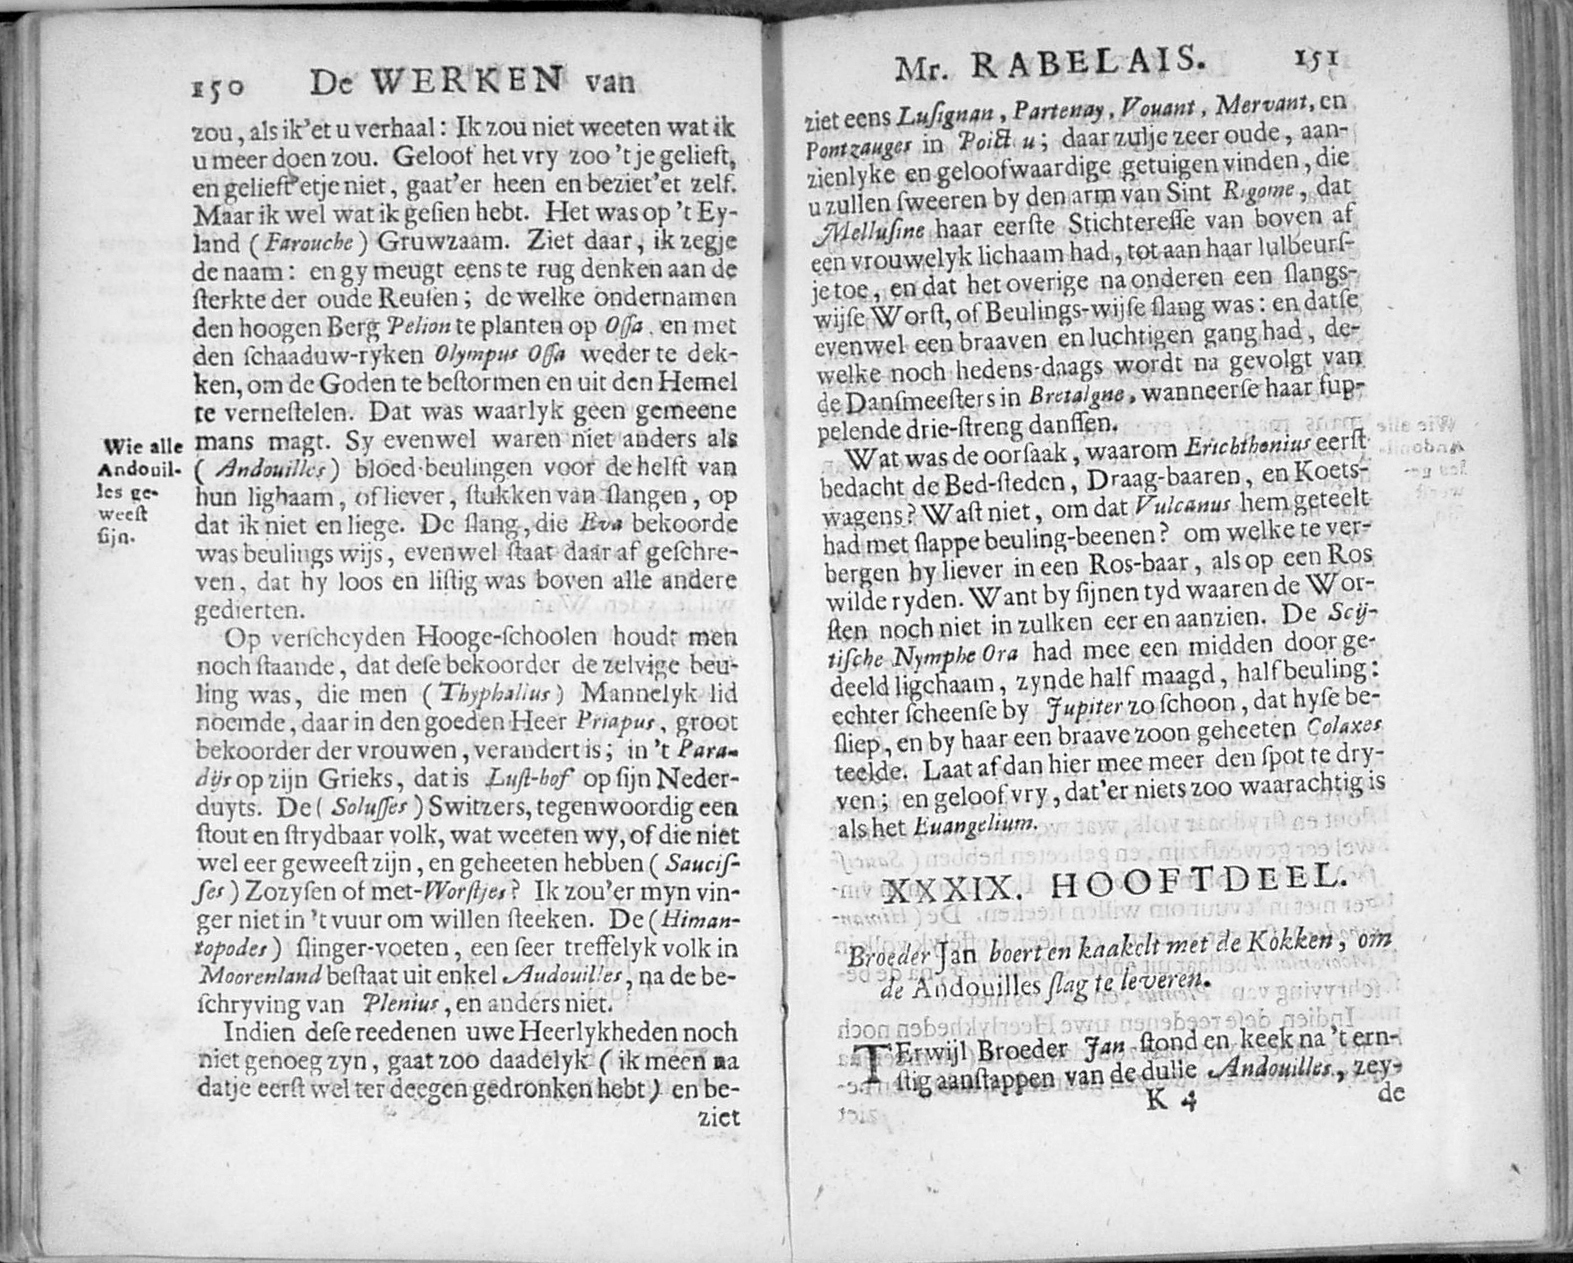 150 De WERKEN van
zou, als ik'et u verhaal: Ik zou niet weeten wat ik
u meer doen zou. Geloof het vry zoo 't je gelieft,
en gelieft'etje niet, gaat'er heen en beziet'et zelf.
Maar ik wel wat ik geſien hebt. Het was op 't Ey-
land (Farouche) Gruwzaam. Ziet daar, ik zegje
de naam: en gy meugt eens te rug denken aan de
ſterkte der oude Reuſen; de welke ondernamen
den hoogen Berg Pelion te planten op Oſſa, en met
den ſchaaduw-ryken Olympus Oſſa weder te dek-
ken, om de Goden te beſtormen en uit den Hemel
te verneſtelen. Dat was waarlyk geen gemeene
mans magt. Sy evenwel waren niet anders als
(Andouilles) bloed-beulingen voor de helft van
hun lighaam, of liever, ſtukken van ſlangen, op
dat ik niet en liege. De ſlang, die Eva bekoorde
was beulings wijs, evenwel ſtaat daar af geſchre-
ven, dat hy loos en liſtig was boven alle andere
gedierten.
Wie alle
Andouil-
les ge-
weeſt
ſijn.
Op verſcheyden Hooge-ſchoolen houdt men
noch ſtaande, dat deſe bekoorder de zelvige beu-
ling was, die men (Thyphallus) Mannelyk lid
noemde, daar in den goeden Heer Priapus, groot
bekoorder der vrouwen, verandert is; in 't Para-
dijs op zijn Grieks, dat is Luſt-hof op ſijn Neder-
duyts. De (Soluſſes) Switzers, tegenwoordig een
ſtout en ſtrydbaar volk, wat weeten wy, of die niet
wel eer geweeſt zijn, en geheeten hebben (Sauciſ-
ſes) Zozyſen of met-Worſtjes? Ik zou'er myn vin-
ger niet in 't vuur om willen ſteeken. De (Himan-
topodes) ſlinger-voeten, een ſeer treffelyk volk in
Moorenland beſtaat uit enkel Audouilles, na de be-
ſchryving van Plenius, en anders niet.
Indien deſe reedenen uwe Heerlykheden noch
niet genoeg zyn, gaat zoo daadelyk (ik meen na
datje eerſt wel ter deegen gedronken hebt) en be-
ziet
Mr. RABELAIS. 151
ziet eens Luſignan, Partenay, Vouant, Mervant, en
Pontzauges in Poict u; daar zulje zeer oude, aan-
zienlyke en geloofwaardige getuigen vinden, die
u zullen ſweeren by den arm van Sint Rigome, dat
Melluſine haar eerſte Stichtereſſe van boven af
een vrouwelyk lichaam had, tot aan haar lulbeurſ-
je toe, en dat het overige na onderen een ſlangs-
wijſe Worſt, of Beulings-wijſe ſlang was: en datſe
evenwel een braaven en luchtigen gang had, de-
welke noch hedens-daags wordt na gevolgt van
de Danſmeeſters in Bretaigne, wanneerſe haar ſup-
pelende drie-ſtreng danſſen.
Wat was de oorſaak, waarom Erichthonius eerſt
bedacht de Bed-ſteden, Draag-baaren, en Koets-
wagens? Waſt niet, om dat Vulcanus hem geteelt
had met ſlappe beuling-beenen? om welke te ver-
bergen hy liever in een Ros-baar, als op een Ros
wilde ryden. Want by ſijnen tyd waaren de Wor-
ſten noch niet in zulken eer en aanzien. De Scij-
tiſche Nymphe Ora had mee een midden door ge-
deeld ligchaam, zynde half maagd, half beuling:
echter ſcheenſe by Jupiter zo ſchoon, dat hyſe be-
ſliep, en by haar een braave zoon geheeten Colaxes
teelde. Laat af dan hier mee meer den ſpot te dry-
ven; en geloof vry, dat'er niets zoo waarachtig is
als het Euangelium.
XXXIX. HOOFTDEEL.
Broeder Jan boert en kaakelt met de Kokken, om
de Andouilles ſlag te leveren.
TErwijl Broeder Jan ſtond en keek na 't ern-
ſtig aanſtappen van de dulle Andouilles, zey-
K 4 de